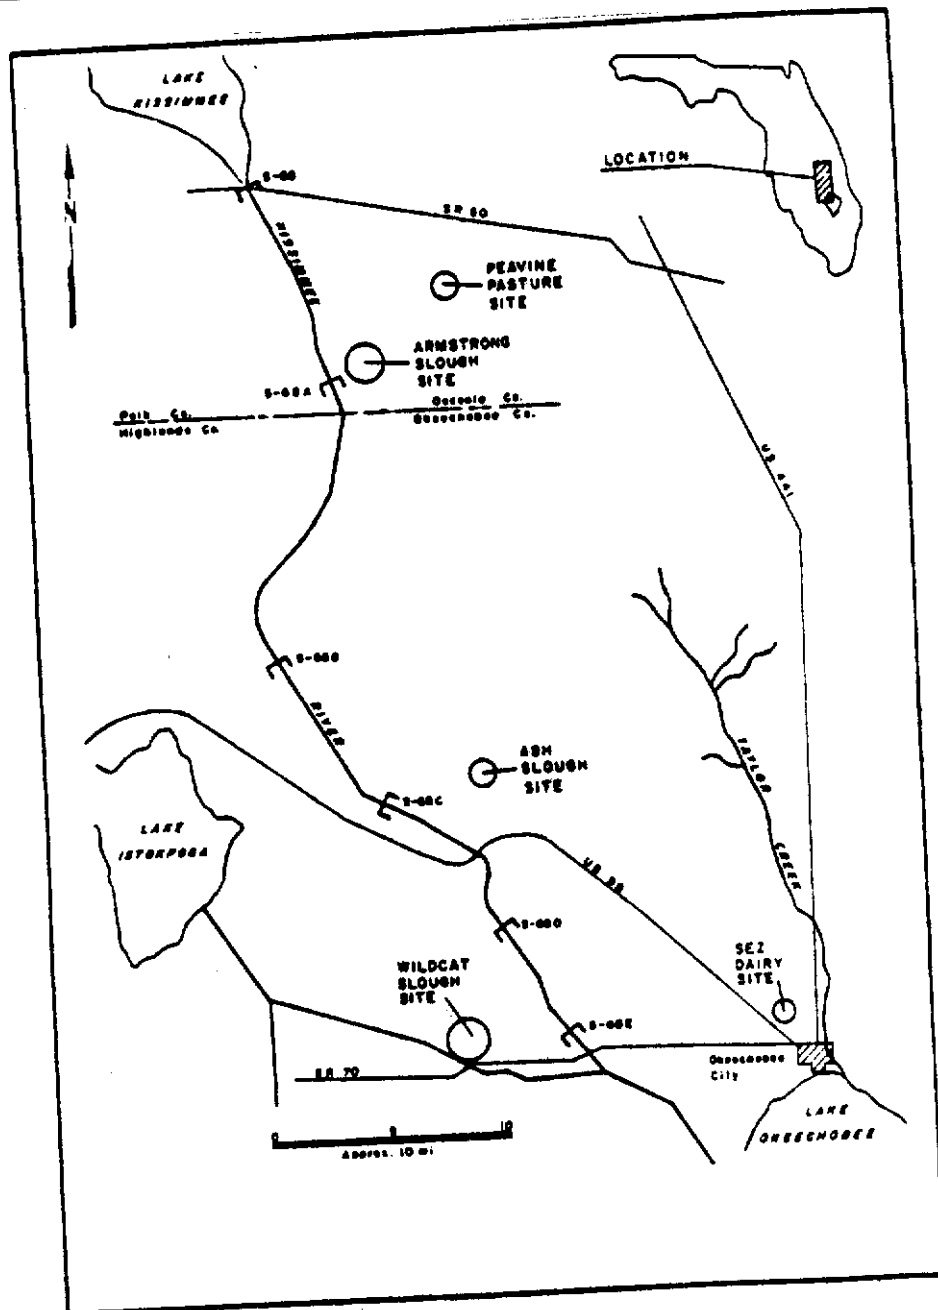 LAKE
KISSIMMEE
N
S-65
LOCATION
SR 60
KISSIMMEE
PEAVINE
PASTURE
SITE
ARMSTRONG
SLOUGH
SITE
S-65A
Polk Co.
Highlands Co.
Osceola Co.
Okeechobee Co.
US 441
S-65B
RIVER
ASH
SLOUGH
SITE
TAYLOR
CREEK
S-65C
LAKE
ISTOKPOGA
US 98
S-65D
WILDCAT
SLOUGH
SITE
SEZ
DAIRY
SITE
S-65E
Okeechobee
City
SR 70
LAKE
OKEECHOBEE
0 5 10
Approx. 10 mi